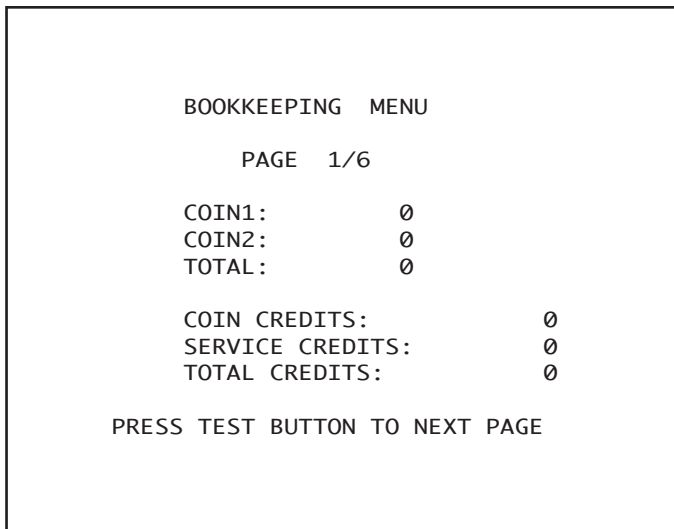 BOOKKEEPING MENU
PAGE 1/6
COIN1: 0
COIN2: 0
TOTAL: 0
COIN CREDITS: 0
SERVICE CREDITS: 0
TOTAL CREDITS: 0
PRESS TEST BUTTON TO NEXT PAGE